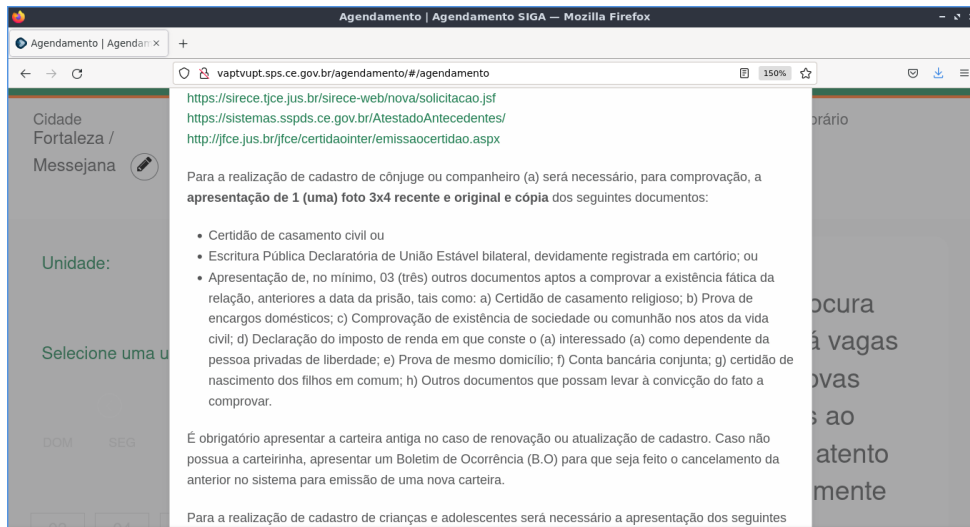 Agendamento | Agendamento SIGA — Mozilla Firefox
Agendamento | Agendam
vaptvupt.sps.ce.gov.br/agendamento/#/agendamento
150%
https://sirece.tjce.jus.br/sirece-web/nova/solicitacao.jsf
https://sistemas.sspds.ce.gov.br/AtestadoAntecedentes/
http://jfce.jus.br/jfce/certidaointer/emissaocertidao.aspx
Cidade
Fortaleza /
Messejana
orário
Para a realização de cadastro de cônjuge ou companheiro (a) será necessário, para comprovação, a
apresentação de 1 (uma) foto 3x4 recente e original e cópia dos seguintes documentos:
• Certidão de casamento civil ou
• Escritura Pública Declaratória de União Estável bilateral, devidamente registrada em cartório; ou
• Apresentação de, no mínimo, 03 (três) outros documentos aptos a comprovar a existência fática da
relação, anteriores a data da prisão, tais como: a) Certidão de casamento religioso; b) Prova de
encargos domésticos; c) Comprovação de existência de sociedade ou comunhão nos atos da vida
civil; d) Declaração do imposto de renda em que conste o (a) interessado (a) como dependente da
pessoa privadas de liberdade; e) Prova de mesmo domicílio; f) Conta bancária conjunta; g) certidão de
nascimento dos filhos em comum; h) Outros documentos que possam levar à convicção do fato a
comprovar.
É obrigatório apresentar a carteira antiga no caso de renovação ou atualização de cadastro. Caso não
possua a carteirinha, apresentar um Boletim de Ocorrência (B.O) para que seja feito o cancelamento da
anterior no sistema para emissão de uma nova carteira.
Para a realização de cadastro de crianças e adolescentes será necessário a apresentação dos seguintes
Unidade:
Selecione uma u
DOM SEG
ocura
á vagas
ovas
s ao
atento
mente